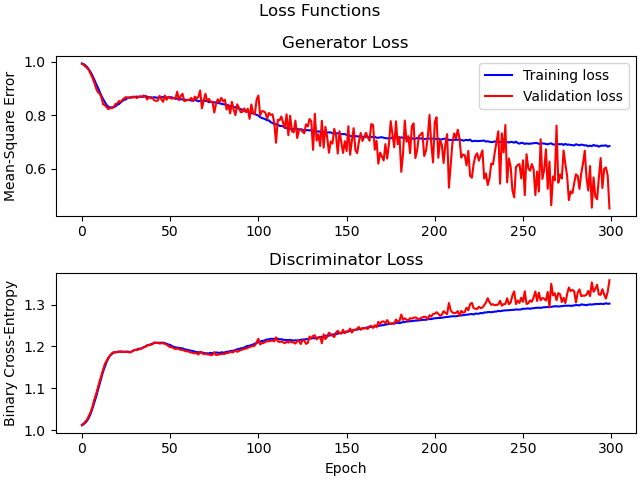 Loss Functions
Generator Loss
Mean-Square Error
1.0
0.8
0.6
Training loss
Validation loss
0 50 100 150 200 250 300
Discriminator Loss
Binary Cross-Entropy
1.3
1.2
1.1
1.0
0 50 100 150 200 250 300
Epoch